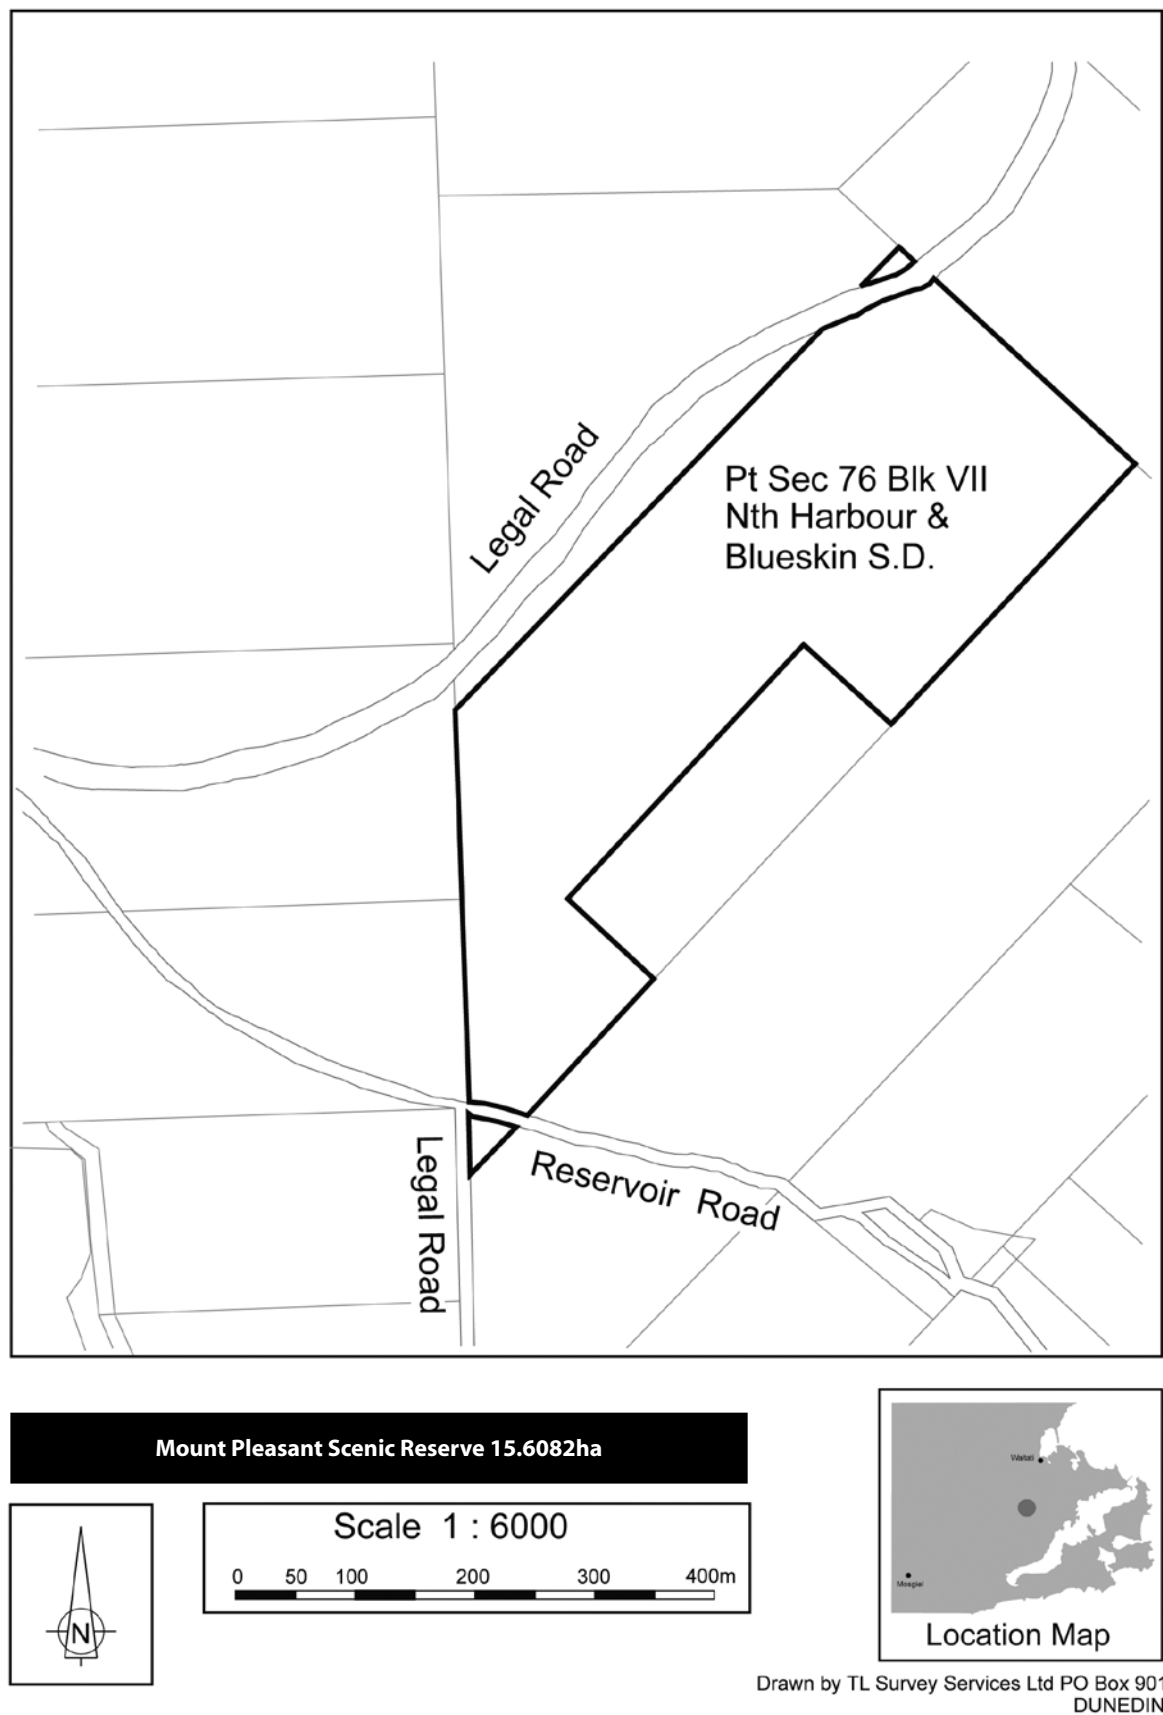 Legal Road
Pt Sec 76 Blk VII
Nth Harbour &
Blueskin S.D.
Legal Road
Reservoir Road
Mount Pleasant Scenic Reserve 15.6082ha
N
Scale 1 : 6000
0 50 100 200 300 400m
Waitati
Mosgiel
Location Map
Drawn by TL Survey Services Ltd PO Box 901
DUNEDIN